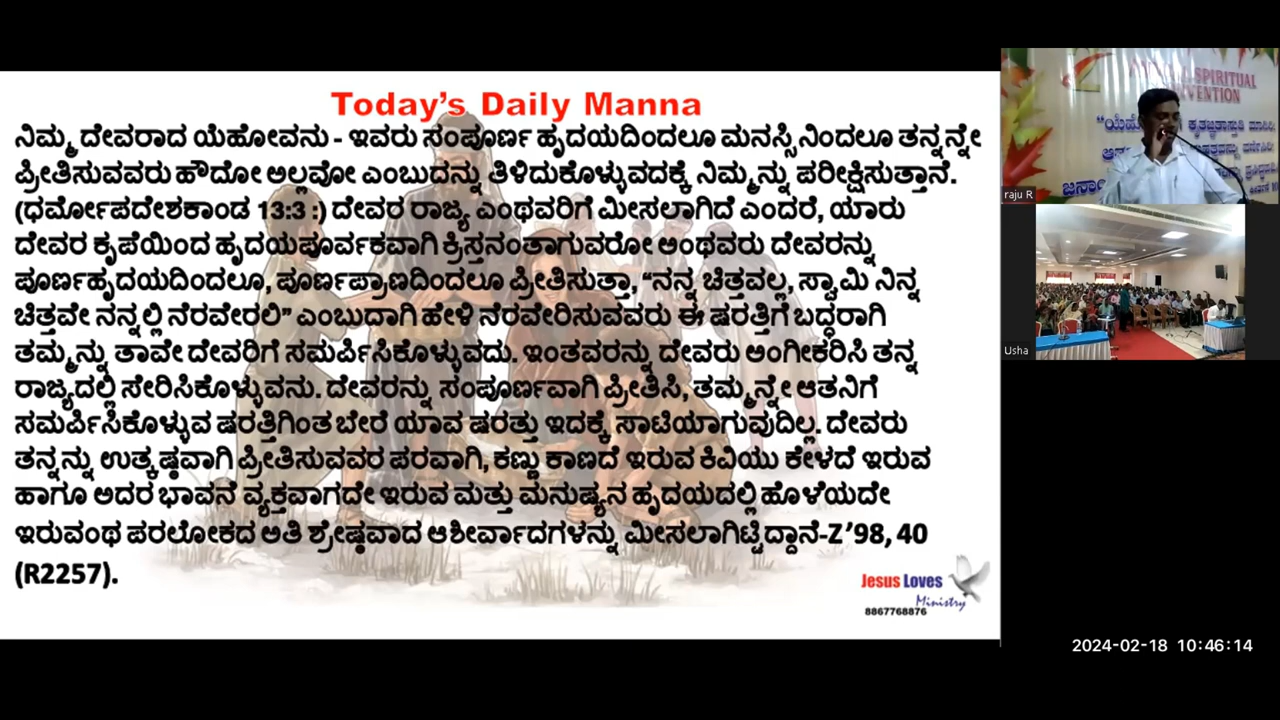 Today's Daily Manna
ನಿಮ್ಮ ದೇವರಾದ ಯೆಹೋವನು - ಇವರು ಸಂಪೂರ್ಣ ಹೃದಯದಿಂದಲೂ ಮನಸ್ಸಿನಿಂದಲೂ ತನ್ನನ್ನೇ
ಪ್ರೀತಿಸುವವರು ಹೌದೋ ಅಲ್ಲವೋ ಎಂಬುದನ್ನು ತಿಳಿದುಕೊಳ್ಳುವದಕ್ಕೆ ನಿಮ್ಮನ್ನು ಪರೀಕ್ಷಿಸುತ್ತಾನೆ.
(ಧರ್ಮೋಪದೇಶಕಾಂಡ 13:3 :) ದೇವರ ರಾಜ್ಯ ಎಂಥವರಿಗೆ ಮೀಸಲಾಗಿದೆ ಎಂದರೆ, ಯಾರು
ದೇವರ ಕೃಪೆಯಿಂದ ಹೃದಯಪೂರ್ವಕವಾಗಿ ಕ್ರಿಸ್ತನಂತಾಗುವರೋ ಅಂಥವರು ದೇವರನ್ನು
ಪೂರ್ಣಹೃದಯದಿಂದಲೂ, ಪೂರ್ಣಪ್ರಾಣದಿಂದಲೂ ಪ್ರೀತಿಸುತ್ತಾ, “ನನ್ನ ಚಿತ್ತವಲ್ಲ, ಸ್ವಾಮಿ ನಿನ್ನ
ಚಿತ್ತವೇ ನನ್ನಲ್ಲಿ ನೆರವೇರಲಿ” ಎಂಬುದಾಗಿ ಹೇಳಿ ನೆರವೇರಿಸುವವರು ಈ ಷರತ್ತಿಗೆ ಬದ್ಧರಾಗಿ
ತಮ್ಮನ್ನು ತಾವೇ ದೇವರಿಗೆ ಸಮರ್ಪಿಸಿಕೊಳ್ಳುವದು. ಇಂತವರನ್ನು ದೇವರು ಅಂಗೀಕರಿಸಿ ತನ್ನ
ರಾಜ್ಯದಲ್ಲಿ ಸೇರಿಸಿಕೊಳ್ಳುವನು. ದೇವರನ್ನು ಸಂಪೂರ್ಣವಾಗಿ ಪ್ರೀತಿಸಿ, ತಮ್ಮನ್ನೇ ಆತನಿಗೆ
ಸಮರ್ಪಿಸಿಕೊಳ್ಳುವ ಷರತ್ತಿಗಿಂತ ಬೇರೆ ಯಾವ ಷರತ್ತು ಇದಕ್ಕೆ ಸಾಟಿಯಾಗುವುದಿಲ್ಲ. ದೇವರು
ತನ್ನನ್ನು ಉತ್ಕೃಷ್ಠವಾಗಿ ಪ್ರೀತಿಸುವವರ ಪರವಾಗಿ, ಕಣ್ಣು ಕಾಣದೆ ಇರುವ ಕಿವಿಯು ಕೇಳದೆ ಇರುವ
ಹಾಗೂ ಅದರ ಭಾವನೆ ವ್ಯಕ್ತವಾಗದೇ ಇರುವ ಮತ್ತು ಮನುಷ್ಯನ ಹೃದಯದಲ್ಲಿ ಹೊಳೆಯದೇ
ಇರುವಂಥ ಪರಲೋಕದ ಅತಿ ಶ್ರೇಷ್ಠವಾದ ಆಶೀರ್ವಾದಗಳನ್ನು ಮೀಸಲಾಗಿಟ್ಟಿದ್ದಾನೆ-Z ’98, 40
(R2257).
Jesus Loves
Ministry
8867768876
SPIRITUAL
raju R
Usha
2024-02-18 10:46:14